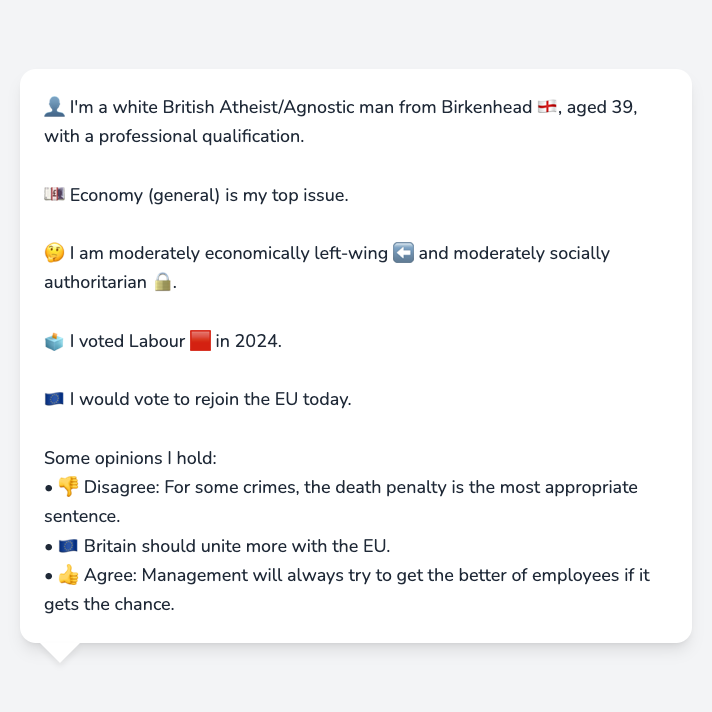 👤 I'm a white British Atheist/Agnostic man from Birkenhead 🏴󠁧󠁢󠁥󠁮󠁧󠁿, aged 39,
with a professional qualification.
💷 Economy (general) is my top issue.
🤔 I am moderately economically left-wing ⬅️ and moderately socially
authoritarian 🔒.
🗳️ I voted Labour 🟥 in 2024.
🇪🇺 I would vote to rejoin the EU today.
Some opinions I hold:
• 👎 Disagree: For some crimes, the death penalty is the most appropriate
sentence.
• 🇪🇺 Britain should unite more with the EU.
• 👍 Agree: Management will always try to get the better of employees if it
gets the chance.